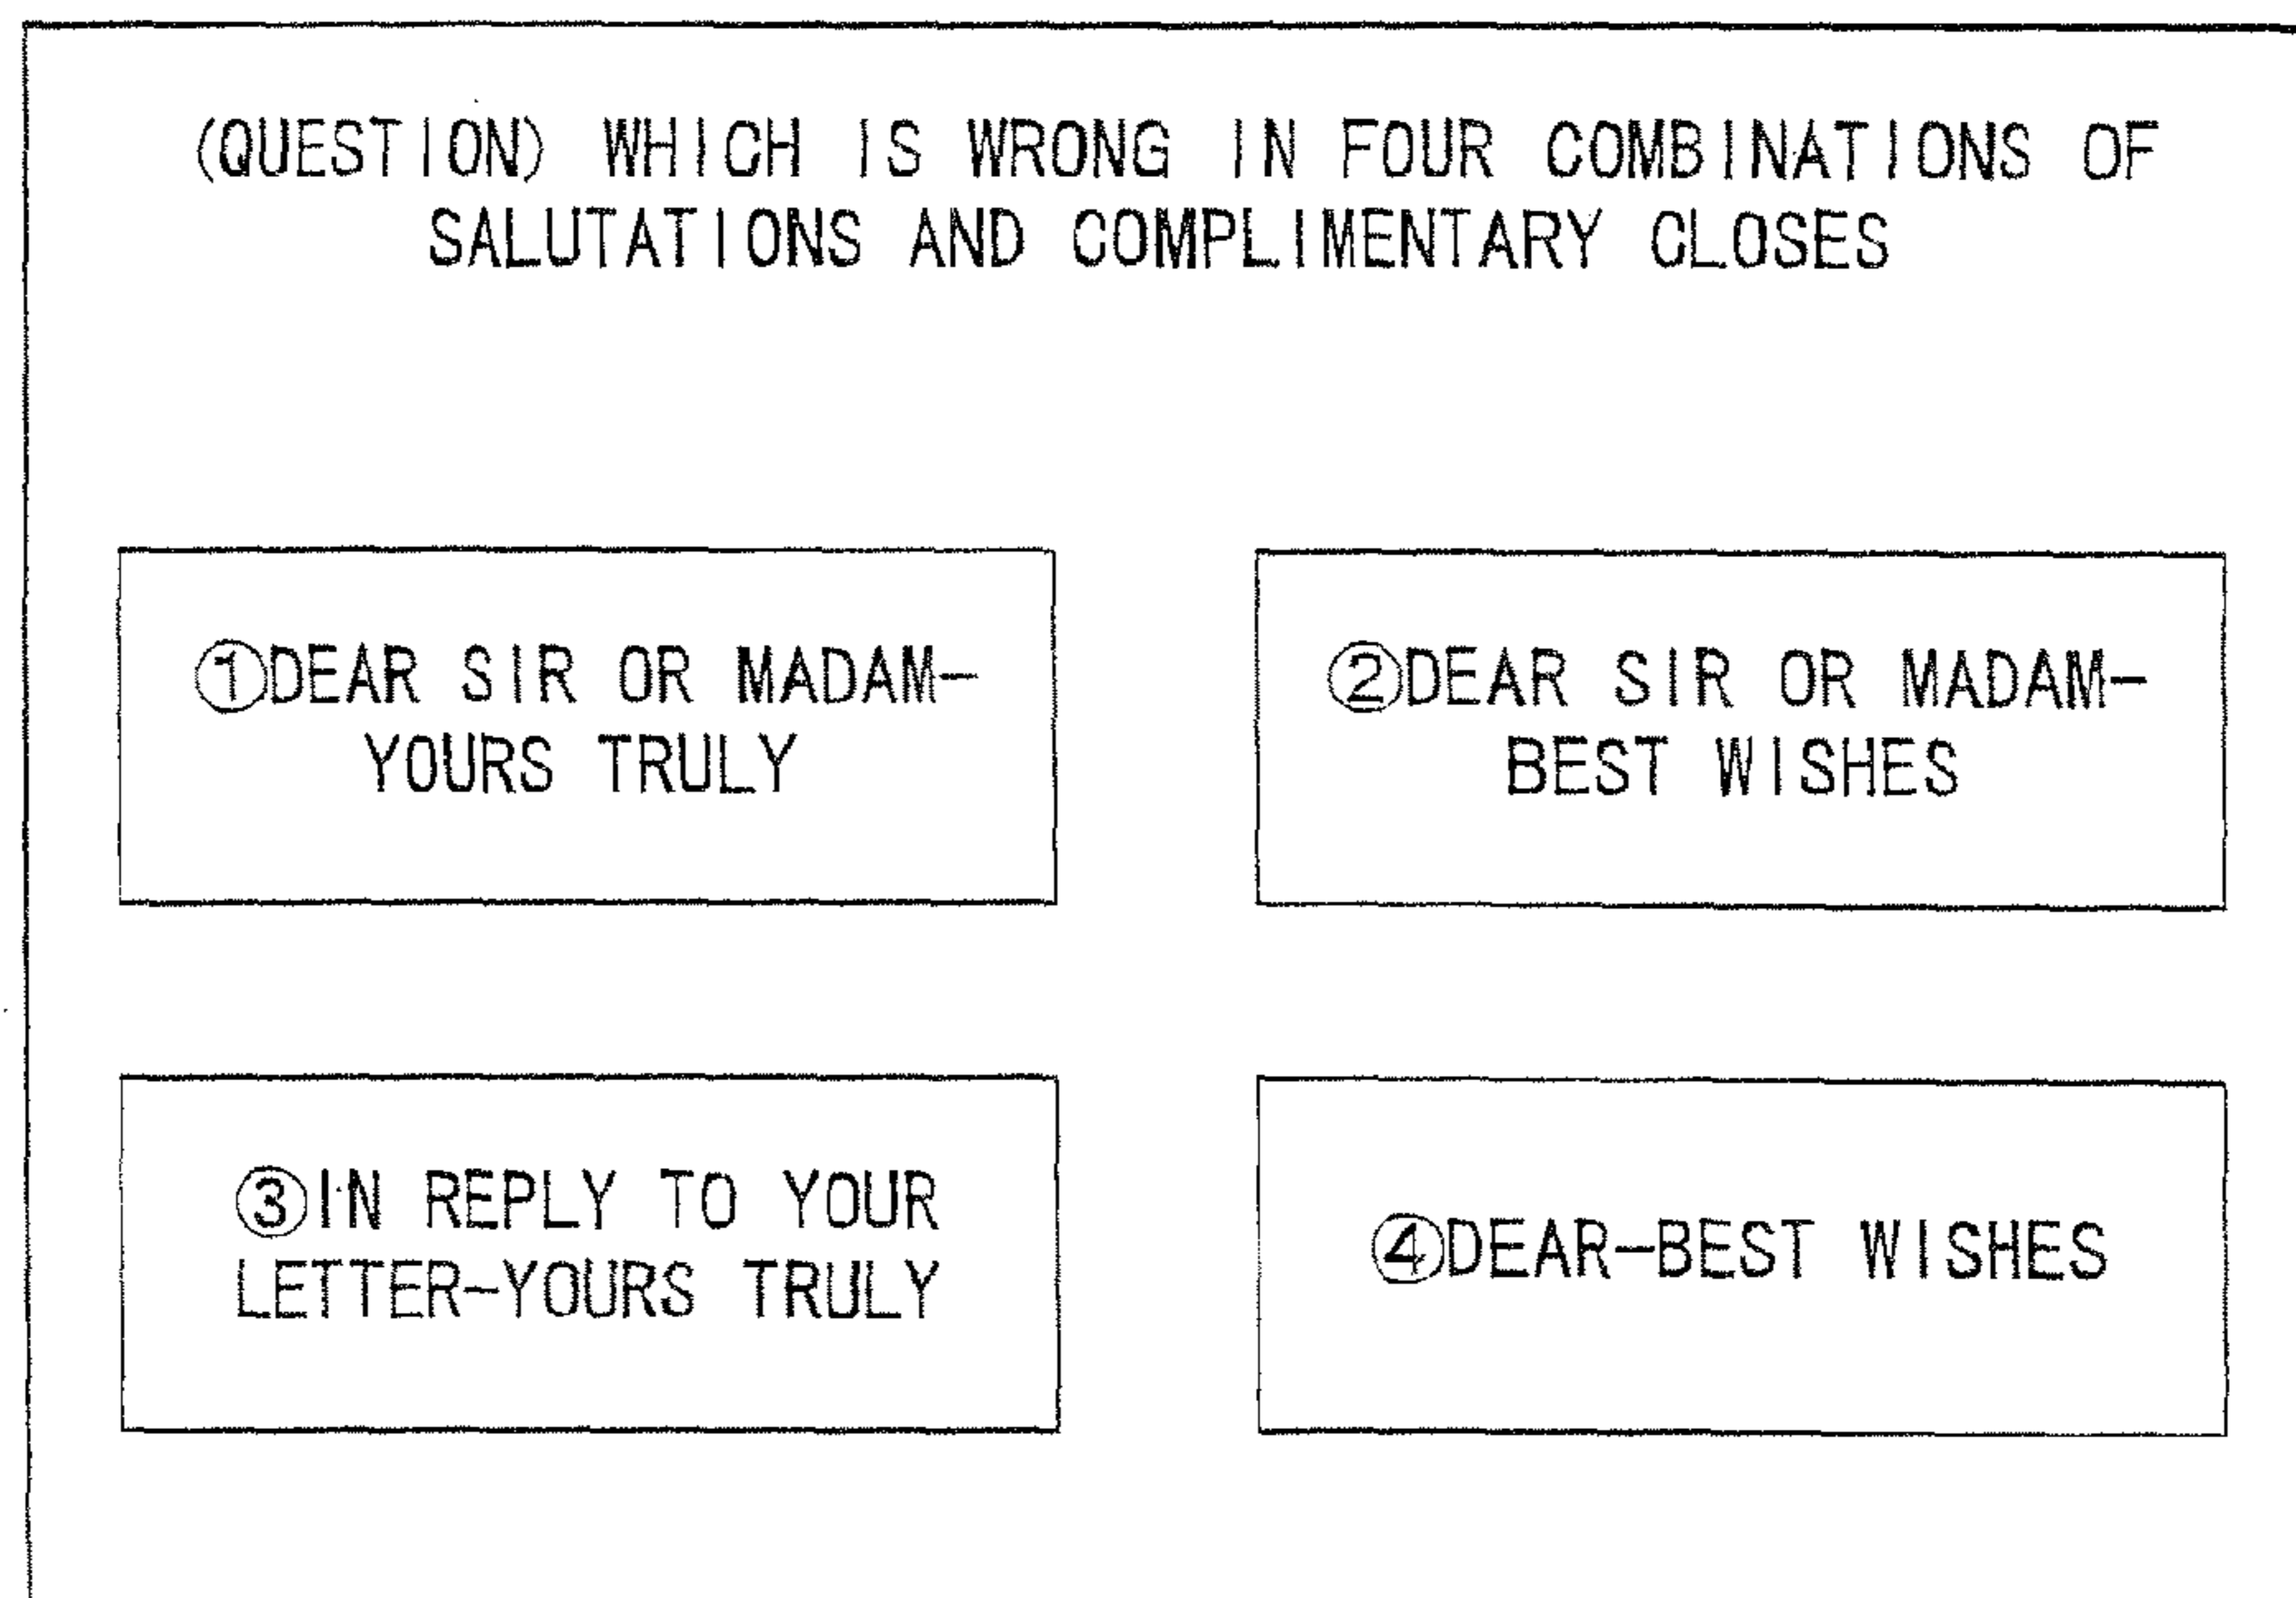 (QUESTION) WHICH IS WRONG IN FOUR COMBINATIONS OF
SALUTATIONS AND COMPLIMENTARY CLOSES
①DEAR SIR OR MADAM-
YOURS TRULY
②DEAR SIR OR MADAM-
BEST WISHES
③IN REPLY TO YOUR
LETTER-YOURS TRULY
④DEAR-BEST WISHES